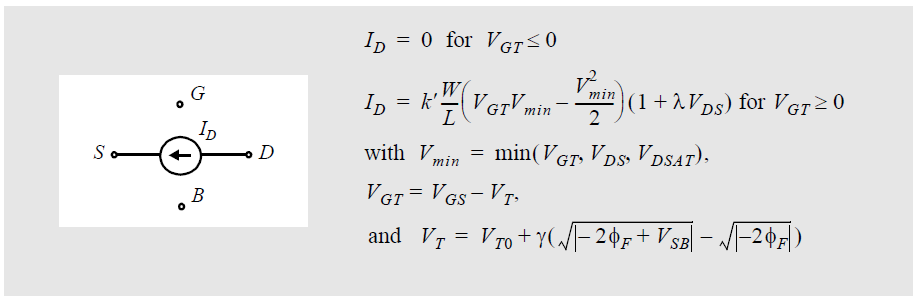 G
I_D
S
D
B
I_D = 0 for V_GT ≤ 0
I_D = k′ W/L (V_GT V_min − V_min^2/2)(1 + λV_DS) for V_GT ≥ 0
with V_min = min(V_GT, V_DS, V_DSAT),
V_GT = V_GS − V_T,
and V_T = V_T0 + γ(√|−2ϕ_F + V_SB| − √|−2ϕ_F|)